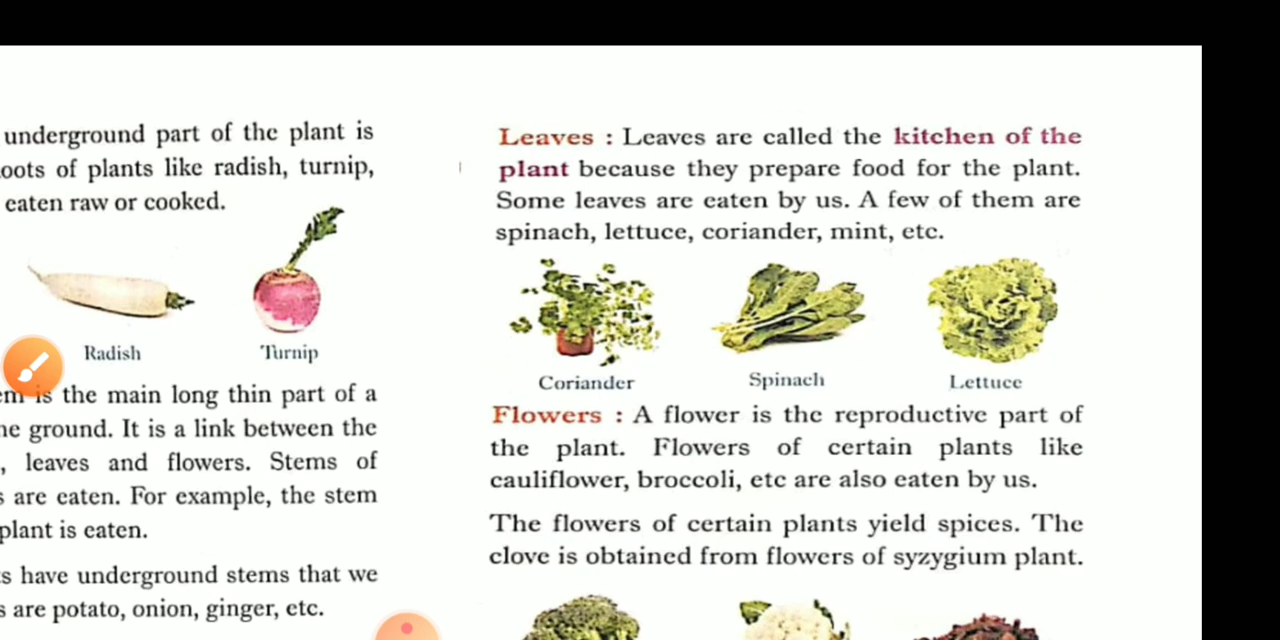 underground part of the plant is
oots of plants like radish, turnip,
eaten raw or cooked.
Radish
Turnip
em is the main long thin part of a
he ground. It is a link between the
, leaves and flowers. Stems of
s are eaten. For example, the stem
plant is eaten.
s have underground stems that we
s are potato, onion, ginger, etc.
Leaves : Leaves are called the kitchen of the
plant because they prepare food for the plant.
Some leaves are eaten by us. A few of them are
spinach, lettuce, coriander, mint, etc.
Coriander
Spinach
Lettuce
Flowers : A flower is the reproductive part of
the plant. Flowers of certain plants like
cauliflower, broccoli, etc are also eaten by us.
The flowers of certain plants yield spices. The
clove is obtained from flowers of syzygium plant.